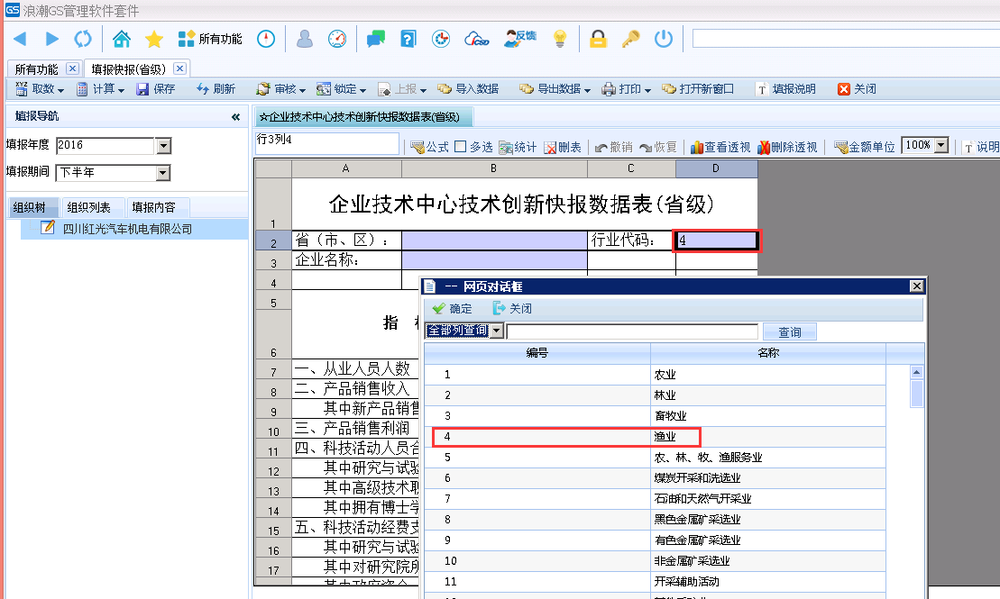 GS 浪潮GS管理软件套件
所有功能 ICSD 反馈
所有功能 填报快报(省级)
XYZ 取数 计算 保存 刷新 审核 锁定 上报 导入数据 导出数据 打印 打开新窗口 T 填报说明 关闭
填报导航 «
填报年度 2016
填报期间 下半年
组织树 组织列表 填报内容
四川红光汽车机电有限公司
☆企业技术中心技术创新快报数据表(省级)
行3列4 公式 多选 统计 删表 撤销 恢复 查看透视 删除透视 金额单位 100% T 说明
A B C D
1 企业技术中心技术创新快报数据表(省级)
2 省（市、区）： 行业代码： 4
3 企业名称：
4
5
指
6
7 一、从业人员人数
8 二、产品销售收入
9 其中新产品销售
10 三、产品销售利润
11 四、科技活动人员合
12 其中研究与试验
13 其中高级技术职
14 其中拥有博士学
15 五、科技活动经费支
16 其中研究与试验
17 其中对研究院所
-- 网页对话框
确定 关闭
全部列查询 查询
编号 名称
1 农业
2 林业
3 畜牧业
4 渔业
5 农、林、牧、渔服务业
6 煤炭开采和洗选业
7 石油和天然气开采业
8 黑色金属矿采选业
9 有色金属矿采选业
10 非金属矿采选业
11 开采辅助活动